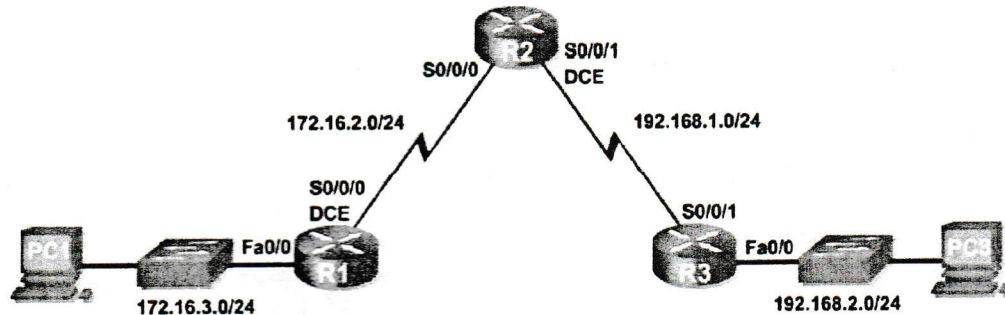 R2
S0/0/0
S0/0/1
DCE
172.16.2.0/24
192.168.1.0/24
S0/0/0
DCE
S0/0/1
PC1
Fa0/0
R1
R3
Fa0/0
PC3
172.16.3.0/24
192.168.2.0/24